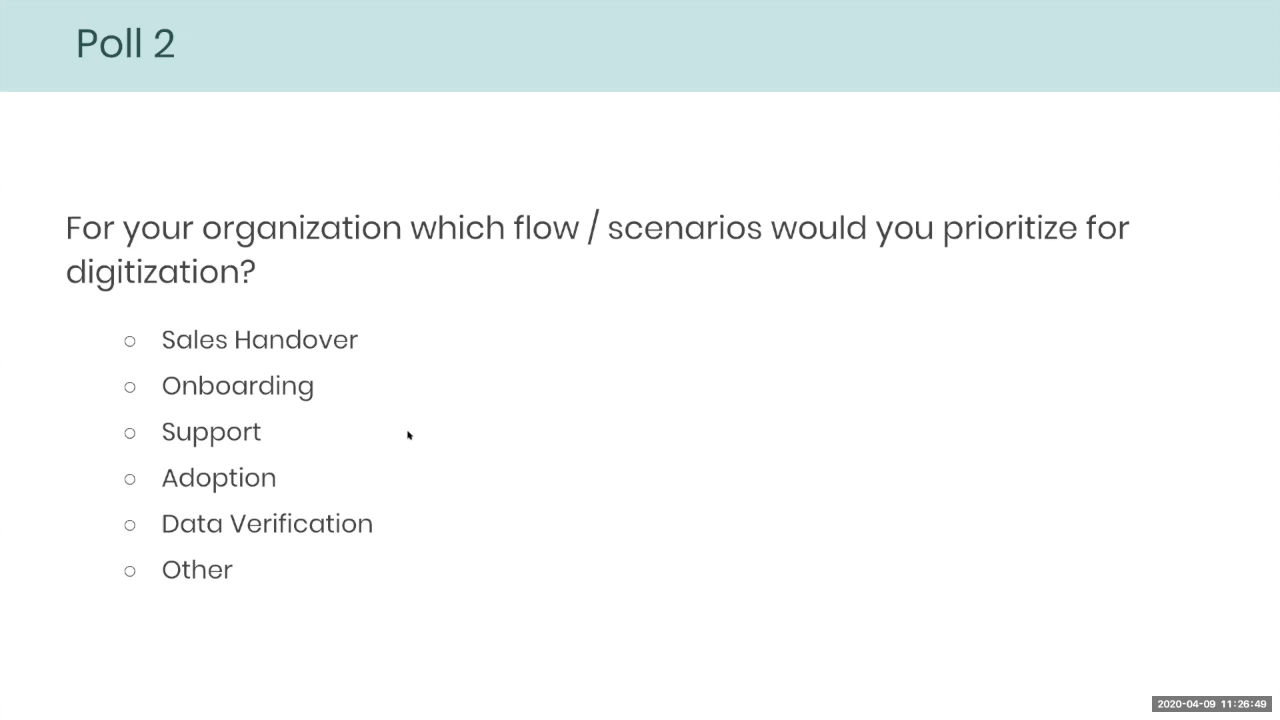 Poll 2
For your organization which flow / scenarios would you prioritize for
digitization?
Sales Handover
Onboarding
Support
Adoption
Data Verification
Other
2020-04-09 11:26:49